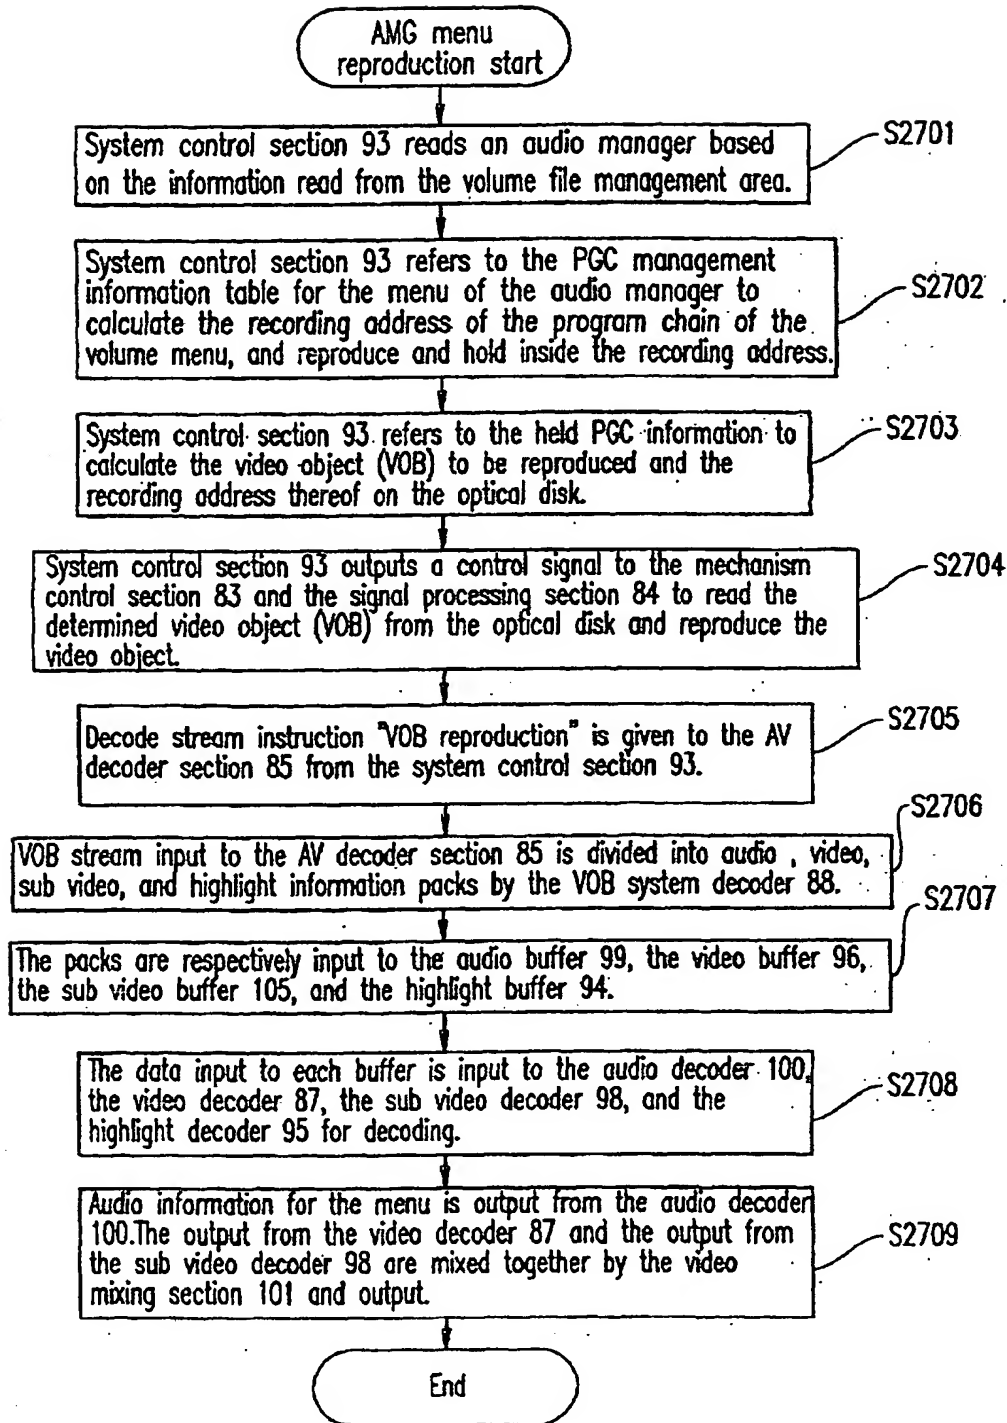 AMG menu
reproduction start
System control section 93 reads an audio manager based
on the information read from the volume file management area.
S2701
System control section 93 refers to the PGC management
information table for the menu of the audio manager to
calculate the recording address of the program chain of the
volume menu, and reproduce and hold inside the recording address.
S2702
System control section 93 refers to the held PGC information to
calculate the video object (VOB) to be reproduced and the
recording address thereof on the optical disk.
S2703
System control section 93 outputs a control signal to the mechanism
control section 83 and the signal processing section 84 to read the
determined video object (VOB) from the optical disk and reproduce the
video object.
S2704
Decode stream instruction "VOB reproduction" is given to the AV
decoder section 85 from the system control section 93.
S2705
VOB stream input to the AV decoder section 85 is divided into audio , video,
sub video, and highlight information packs by the VOB system decoder 88.
S2706
The packs are respectively input to the audio buffer 99, the video buffer 96,
the sub video buffer 105, and the highlight buffer 94.
S2707
The data input to each buffer is input to the audio decoder 100,
the video decoder 87, the sub video decoder 98, and the
highlight decoder 95 for decoding.
S2708
Audio information for the menu is output from the audio decoder
100.The output from the video decoder 87 and the output from
the sub video decoder 98 are mixed together by the video
mixing section 101 and output.
S2709
End